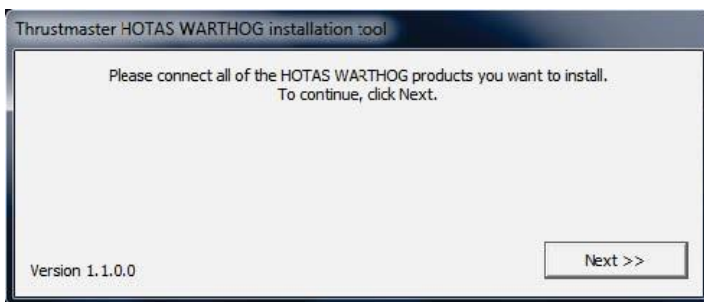 Thrustmaster HOTAS WARTHOG installation tool
Please connect all of the HOTAS WARTHOG products you want to install.
To continue, click Next.
Version 1.1.0.0
Next >>